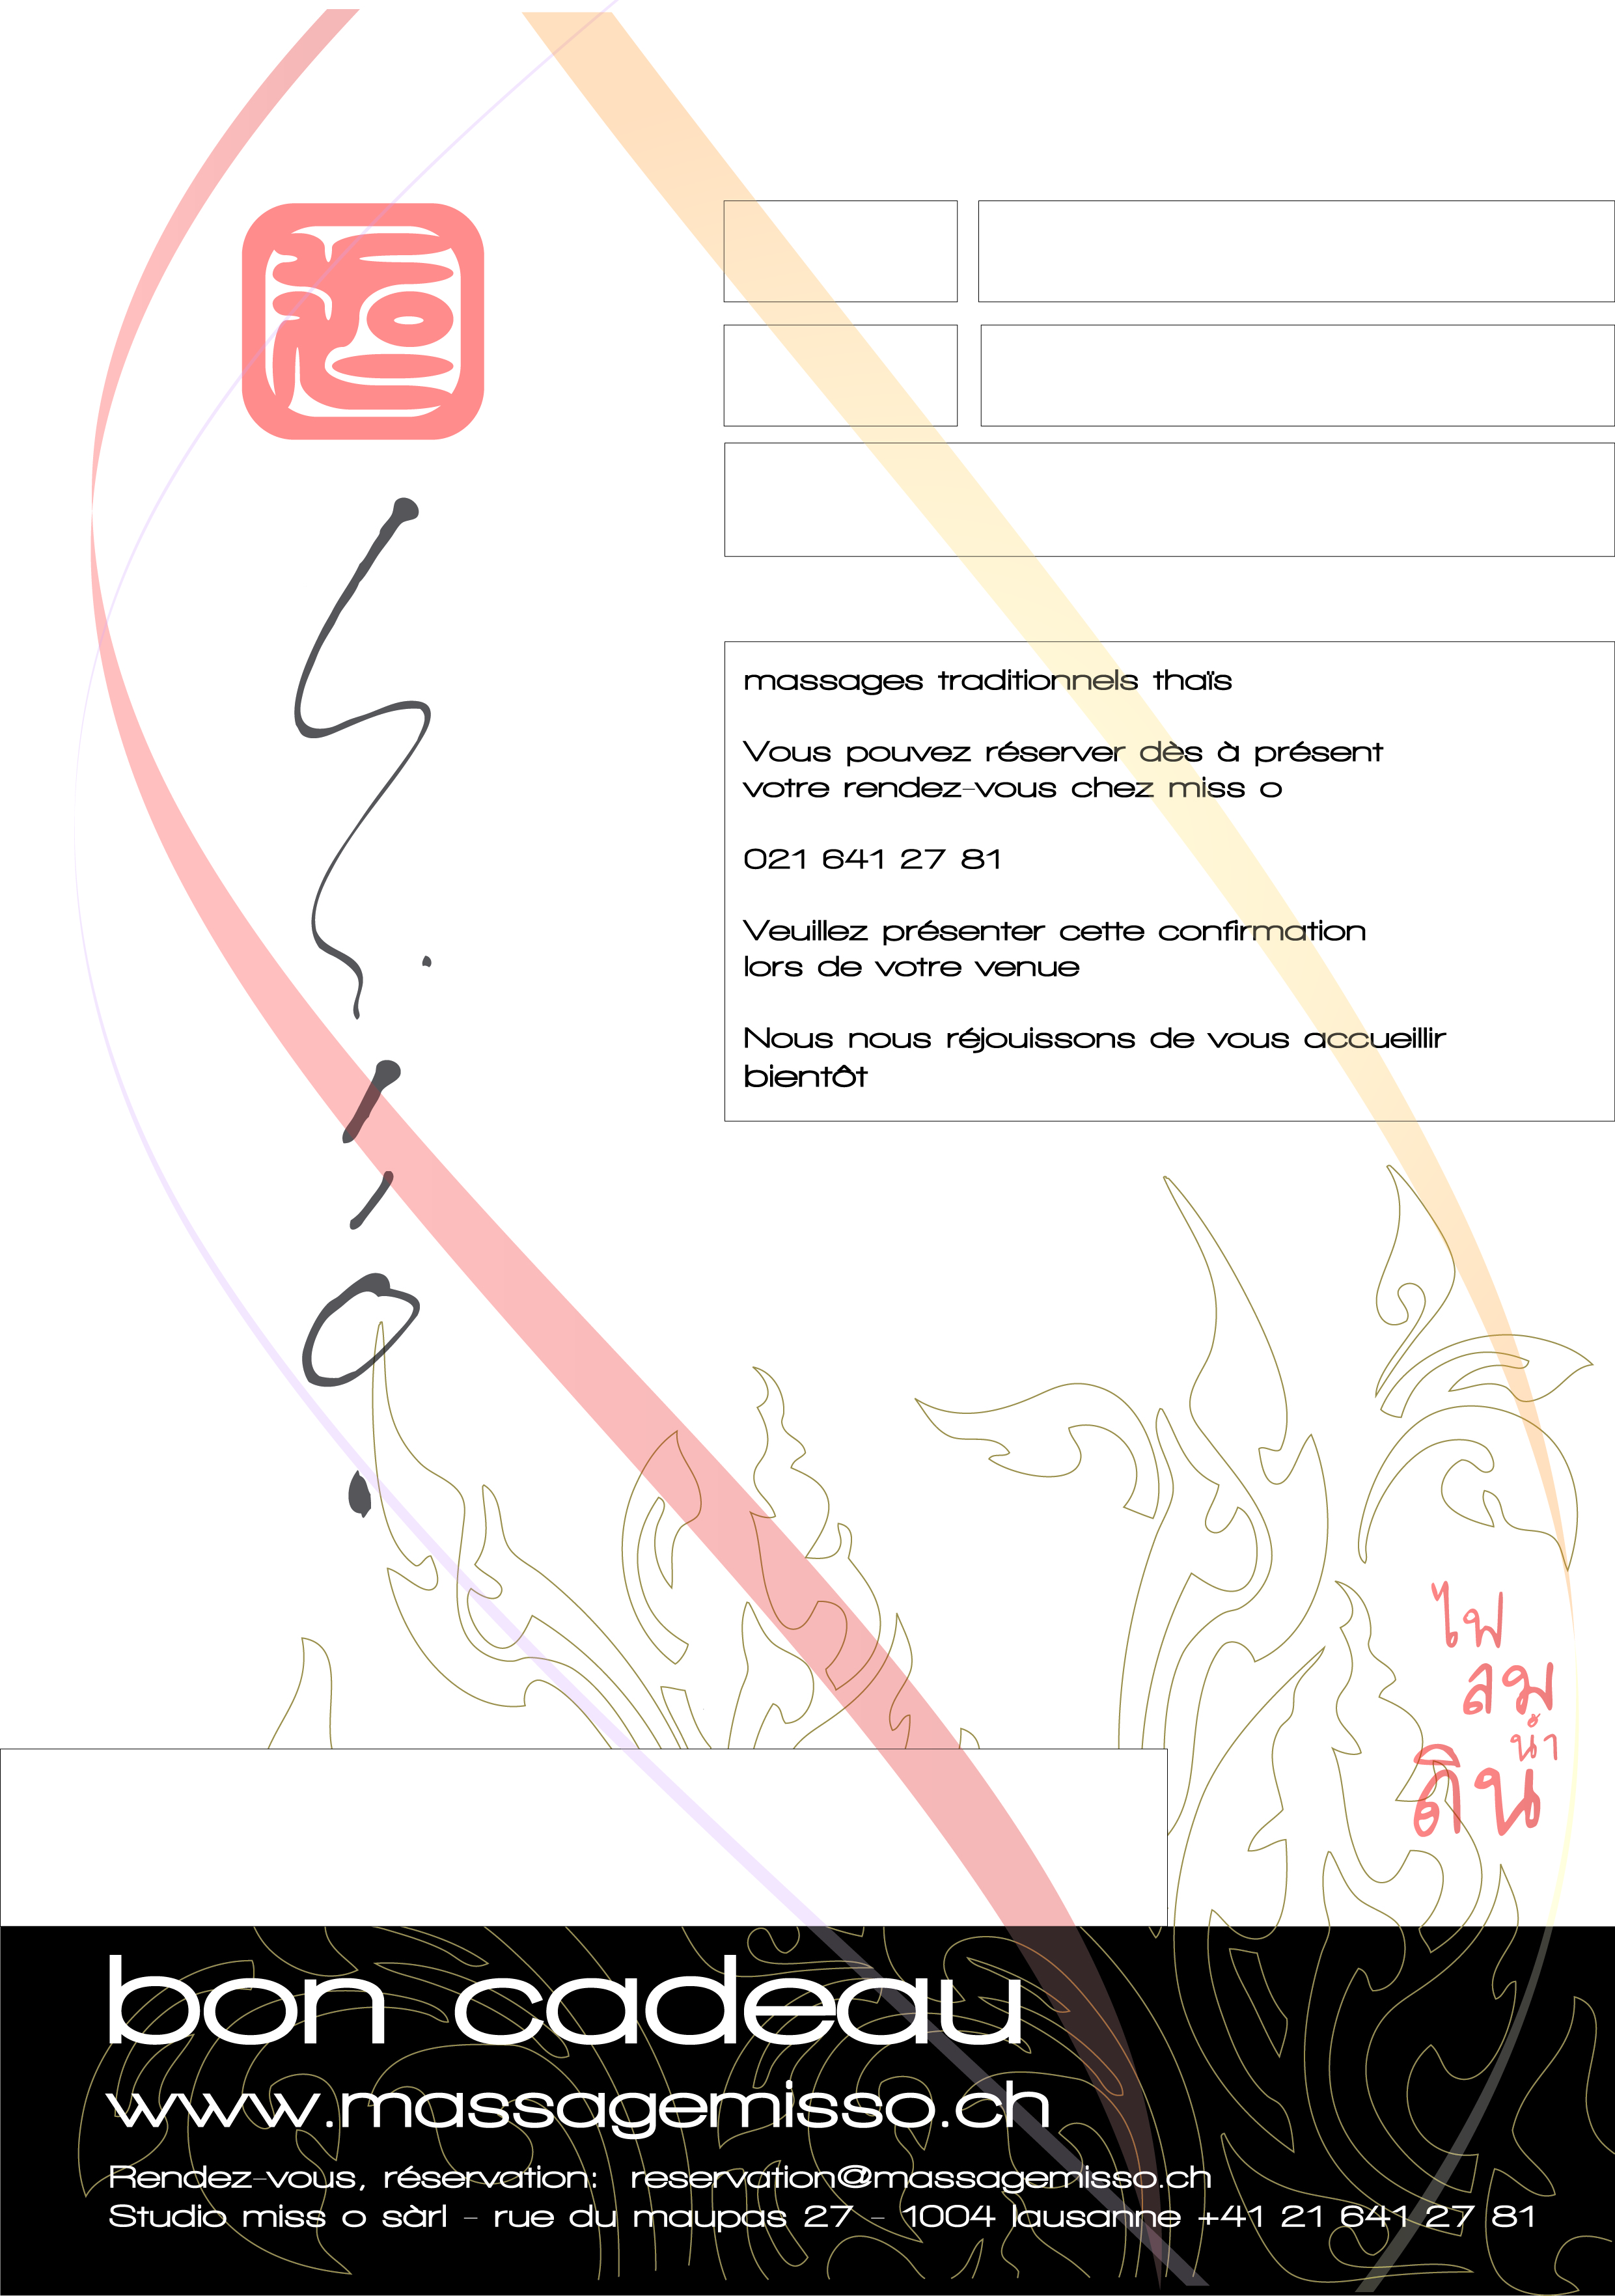 massages traditionnels thaïs
Vous pouvez réserver dès à présent
votre rendez-vous chez miss o
021 641 27 81
Veuillez présenter cette confirmation
lors de votre venue
Nous nous réjouissons de vous accueillir
bientôt
ไฟ
ลม
น้ำ
ดิน
bon cadeau
www.massagemisso.ch
Rendez-vous, réservation: reservation@massagemisso.ch
Studio miss o sàrl - rue du maupas 27 - 1004 lausanne +41 21 641 27 81